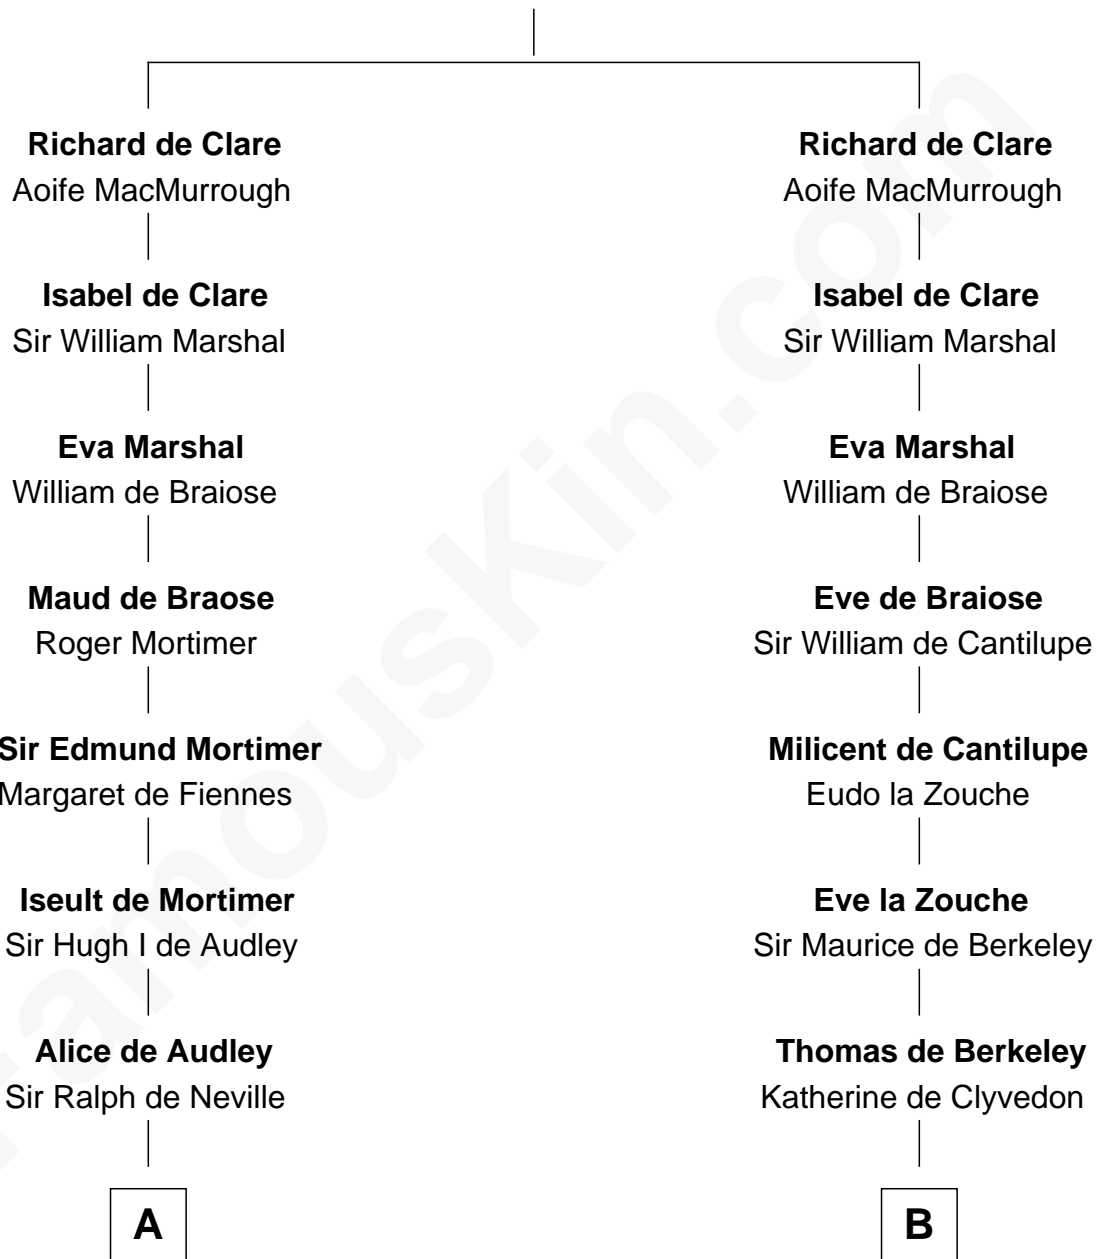 Richard de Clare
Aoife MacMurrough
Isabel de Clare
Sir William Marshal
Eva Marshal
William de Braiose
Maud de Braose
Roger Mortimer
Sir Edmund Mortimer
Margaret de Fiennes
Iseult de Mortimer
Sir Hugh I de Audley
Alice de Audley
Sir Ralph de Neville
A
Richard de Clare
Aoife MacMurrough
Isabel de Clare
Sir William Marshal
Eva Marshal
William de Braiose
Eve de Braiose
Sir William de Cantilupe
Milicent de Cantilupe
Eudo la Zouche
Eve la Zouche
Sir Maurice de Berkeley
Thomas de Berkeley
Katherine de Clyvedon
B
FamousKin.com